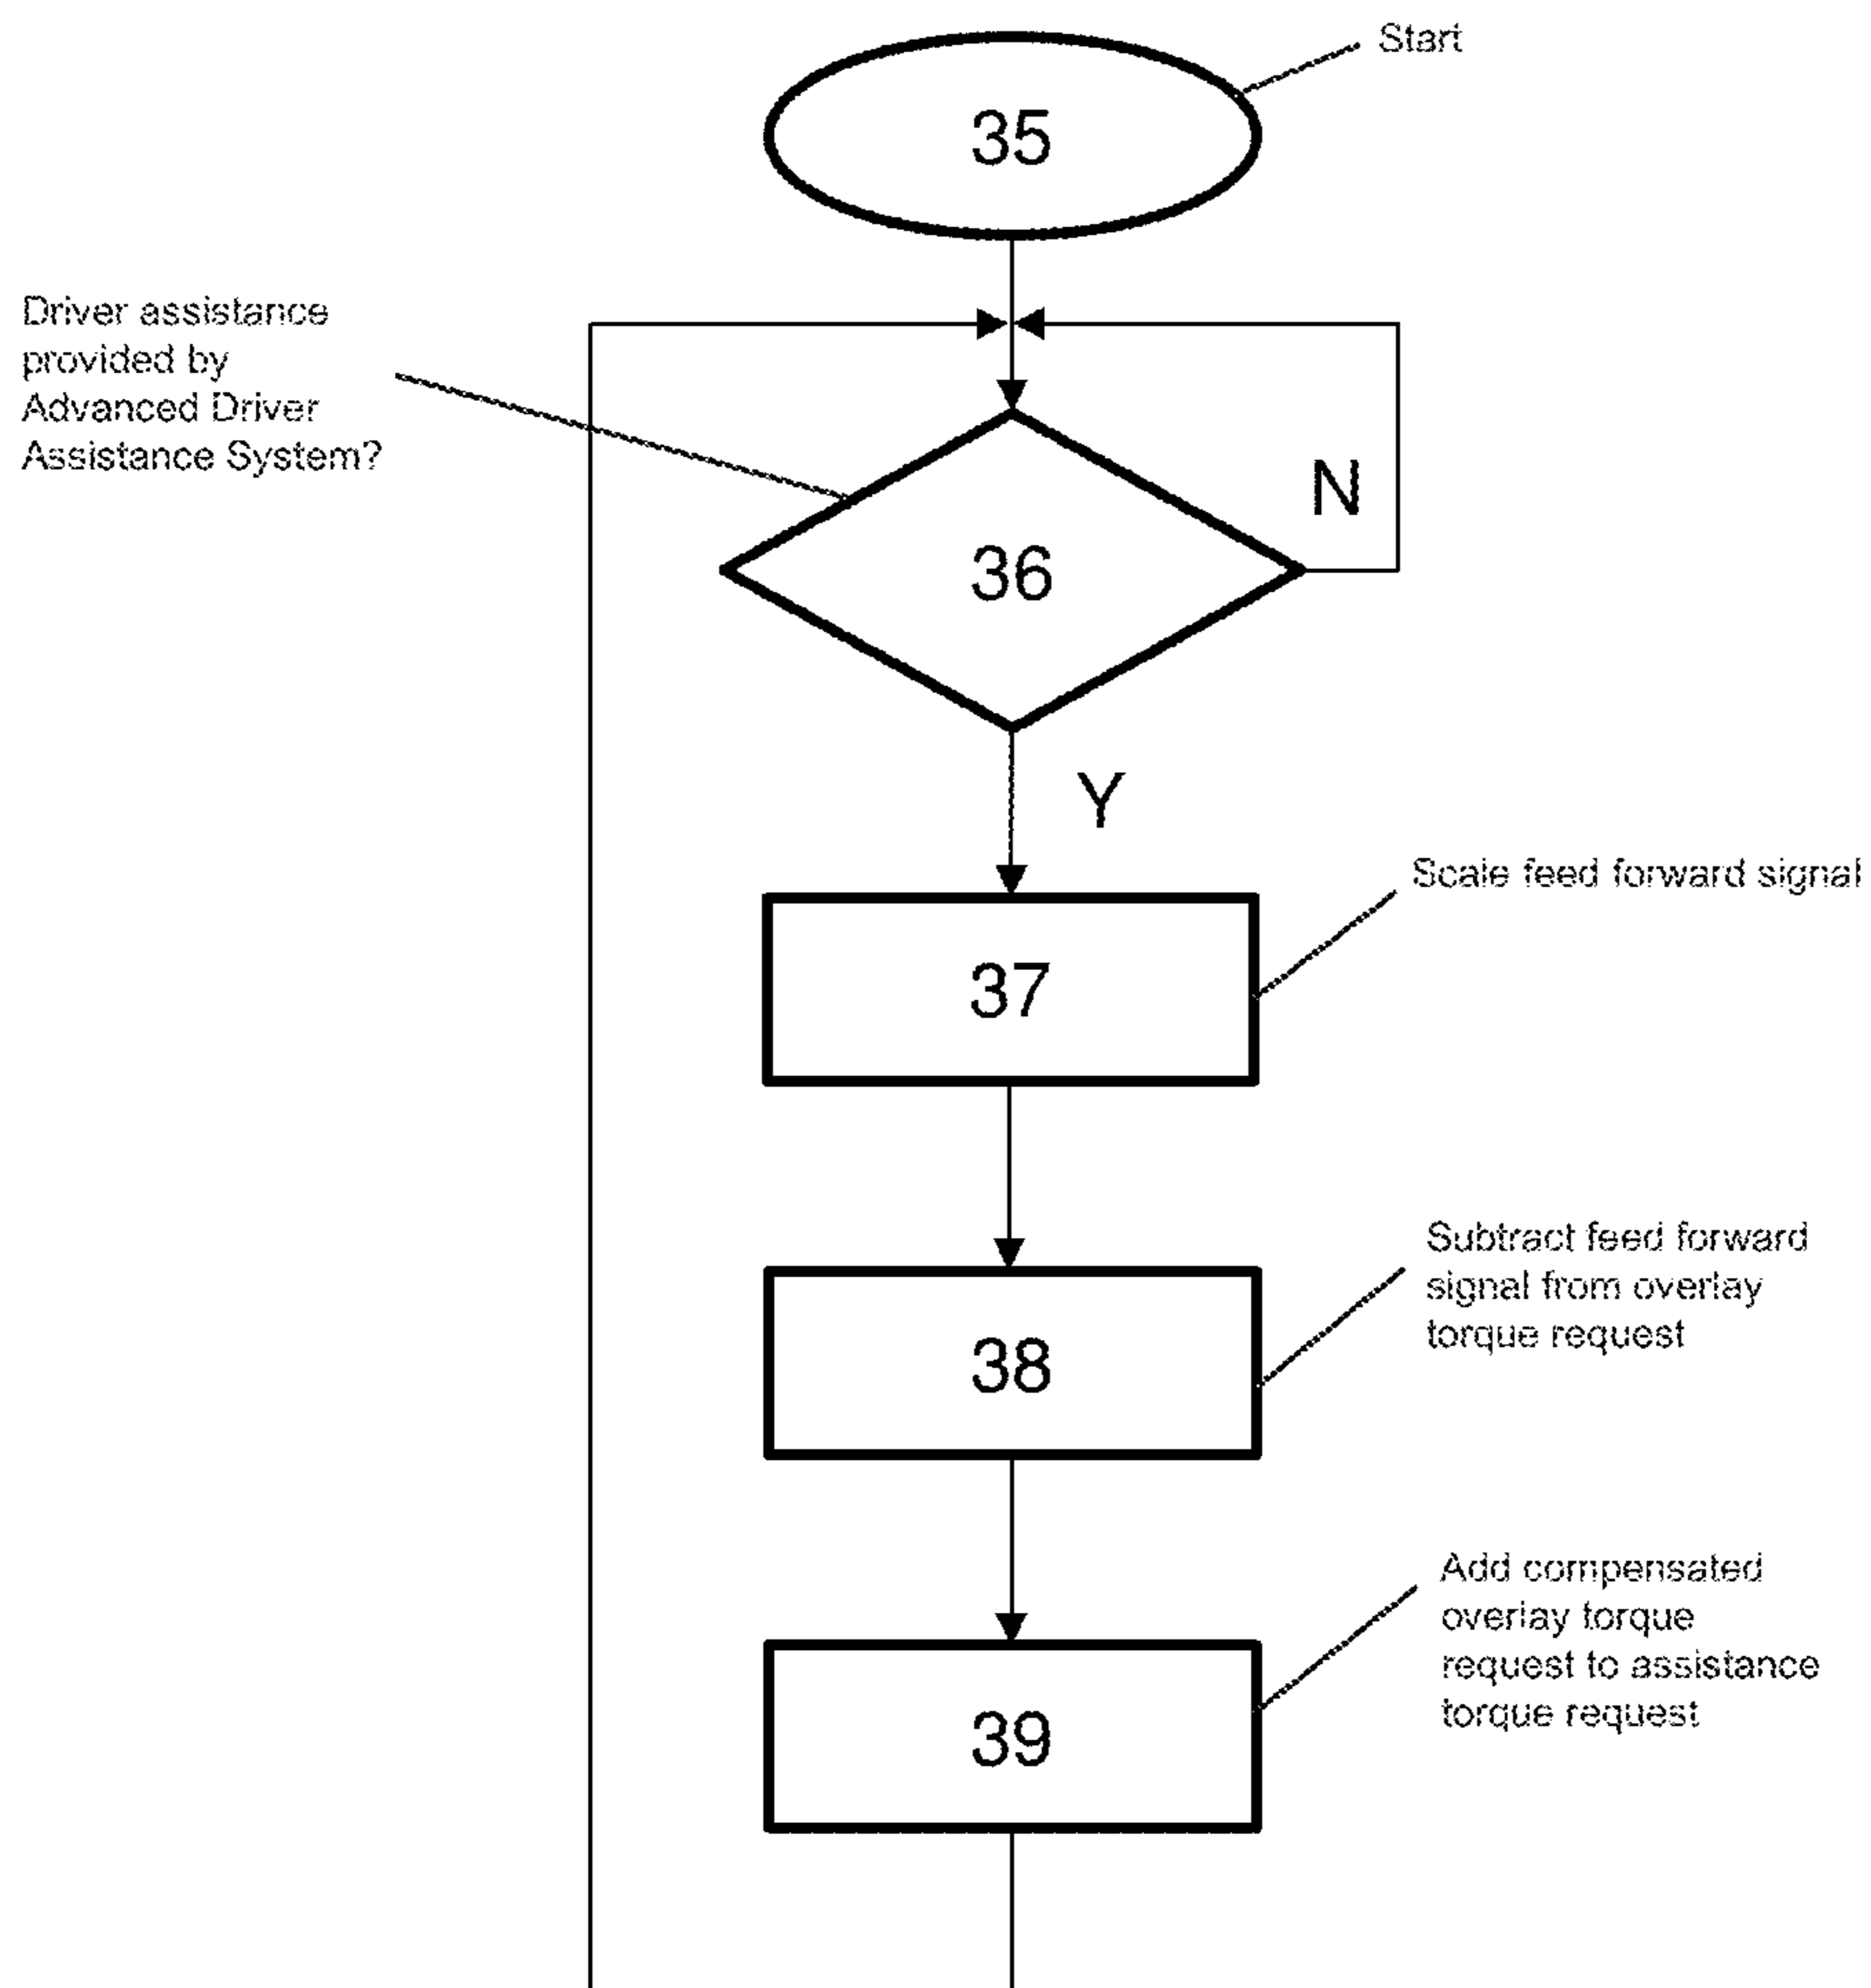 Start
35
Driver assistance
provided by
Advanced Driver
Assistance System?
N
36
Y
Scale feed forward signal
37
Subtract feed forward
signal from overlay
torque request
38
Add compensated
overlay torque
request to assistance
torque request
39